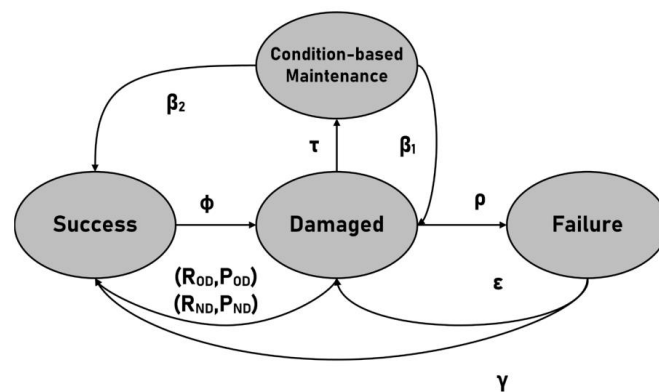 Condition-based
Maintenance
β₂
τ
β₁
Success
ϕ
Damaged
ρ
Failure
(R_OD,P_OD)
(R_ND,P_ND)
ε
γ